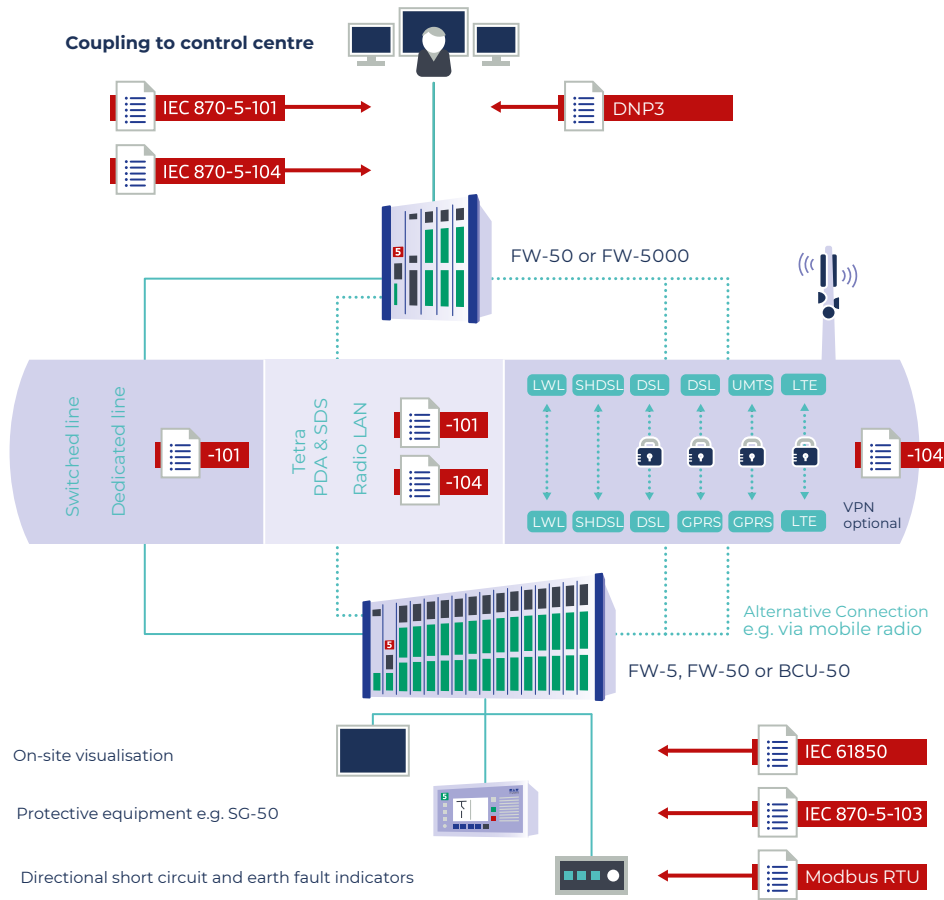 Coupling to control centre
IEC 870-5-101
DNP3
IEC 870-5-104
5
FW-50 or FW-5000
Switched line
Dedicated line
-101
Tetra
PDA & SDS
Radio LAN
-101
-104
LWL
SHDSL
DSL
DSL
UMTS
LTE
-104
LWL
SHDSL
DSL
GPRS
GPRS
LTE
VPN
optional
Alternative Connection
e.g. via mobile radio
5
FW-5, FW-50 or BCU-50
On-site visualisation
IEC 61850
5
Protective equipment e.g. SG-50
IEC 870-5-103
Directional short circuit and earth fault indicators
Modbus RTU